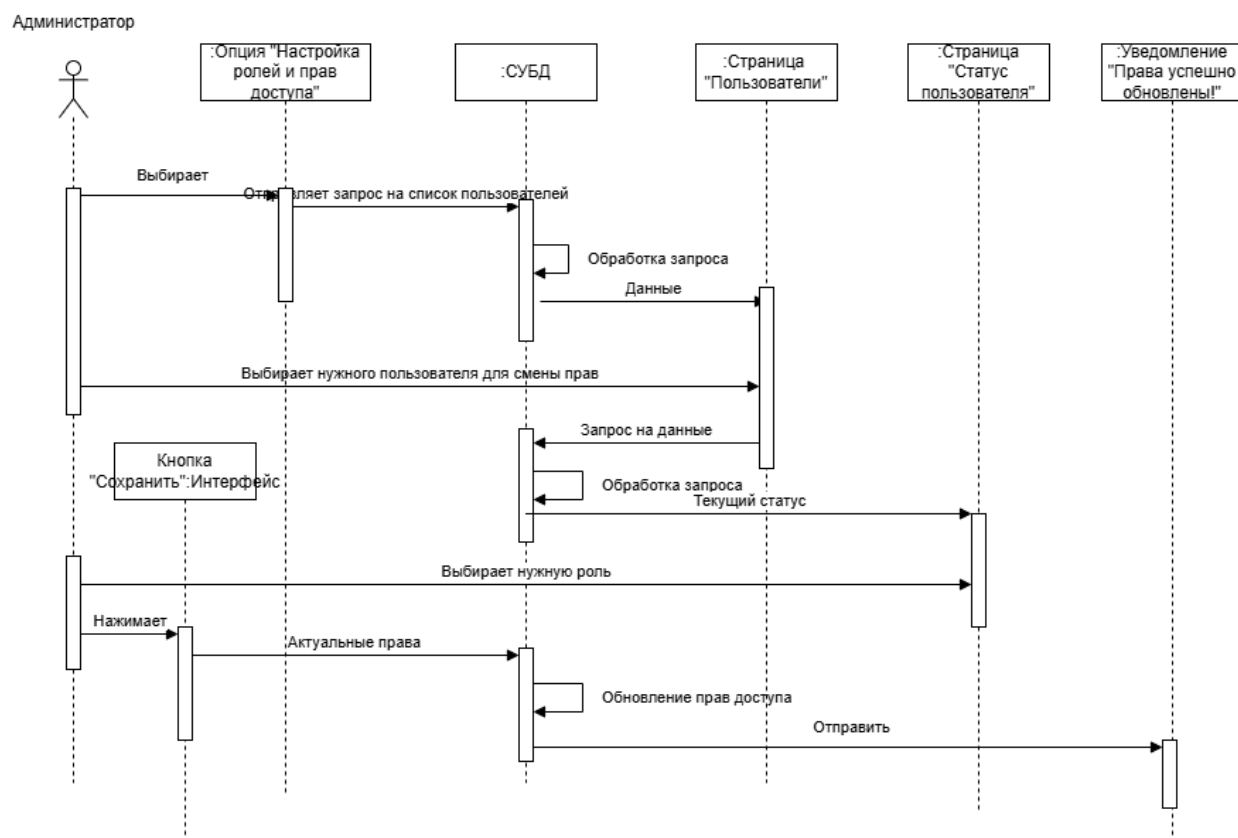 Администратор
:Опция "Настройка
ролей и прав
доступа"
:СУБД
:Страница
"Пользователи"
:Страница
"Статус
пользователя"
:Уведомление
"Права успешно
обновлены!"
Выбирает
Отправляет запрос на список пользователей
Обработка запроса
Данные
Выбирает нужного пользователя для смены прав
Запрос на данные
Кнопка
"Сохранить":Интерфейс
Обработка запроса
Текущий статус
Выбирает нужную роль
Нажимает
Актуальные права
Обновление прав доступа
Отправить